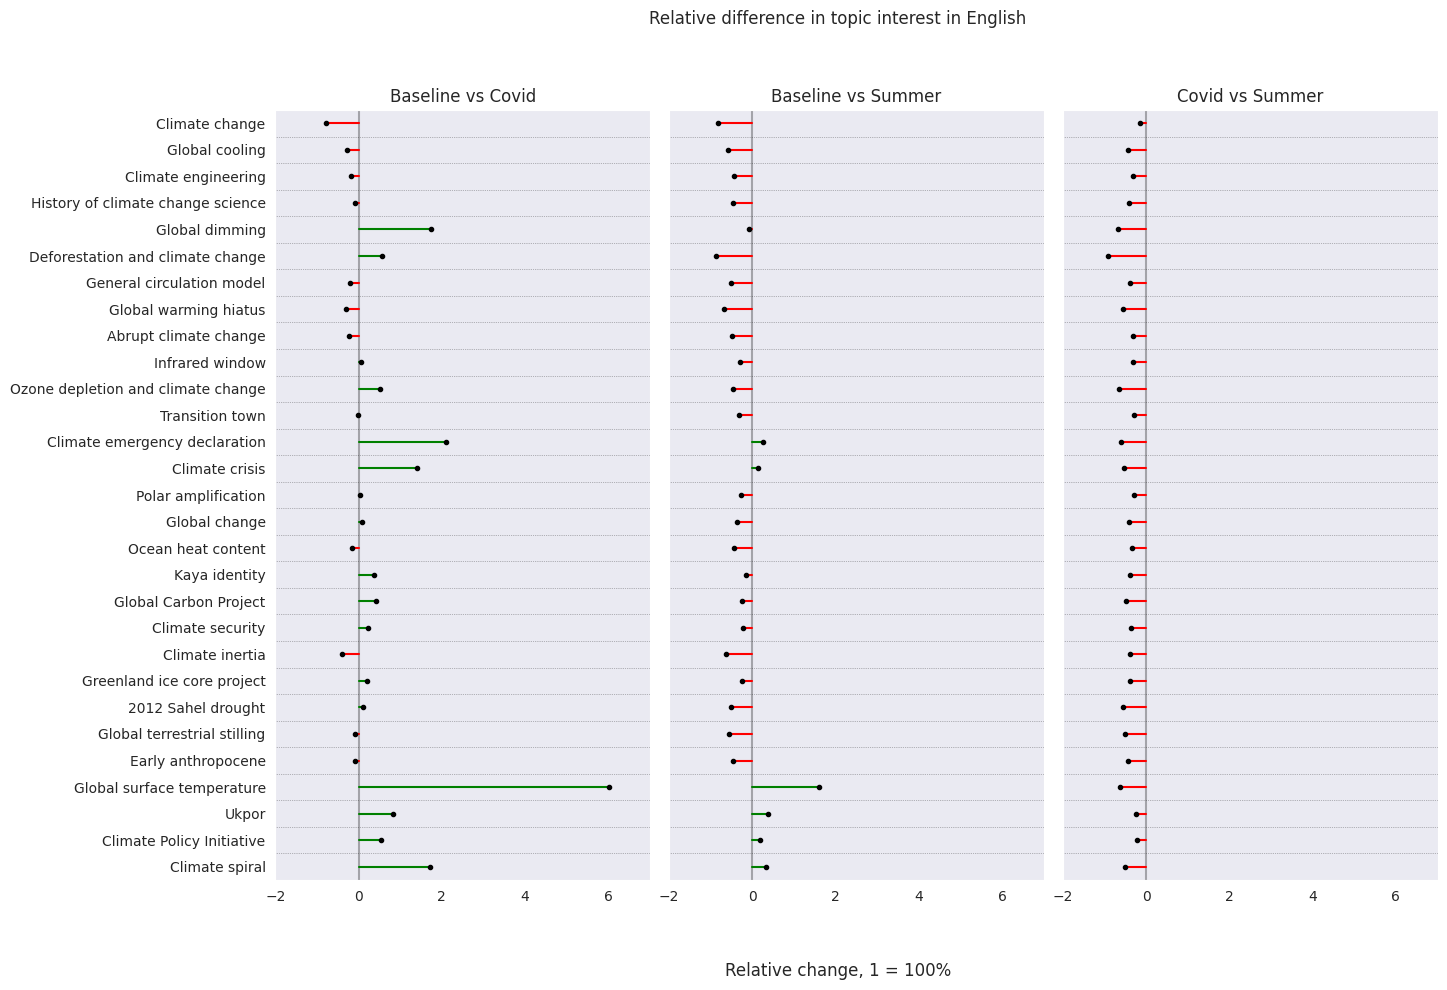 Relative difference in topic interest in English
Baseline vs Covid
Baseline vs Summer
Covid vs Summer
Climate change
Global cooling
Climate engineering
History of climate change science
Global dimming
Deforestation and climate change
General circulation model
Global warming hiatus
Abrupt climate change
Infrared window
Ozone depletion and climate change
Transition town
Climate emergency declaration
Climate crisis
Polar amplification
Global change
Ocean heat content
Kaya identity
Global Carbon Project
Climate security
Climate inertia
Greenland ice core project
2012 Sahel drought
Global terrestrial stilling
Early anthropocene
Global surface temperature
Ukpor
Climate Policy Initiative
Climate spiral
−2 0 2 4 6
−2 0 2 4 6
−2 0 2 4 6
Relative change, 1 = 100%